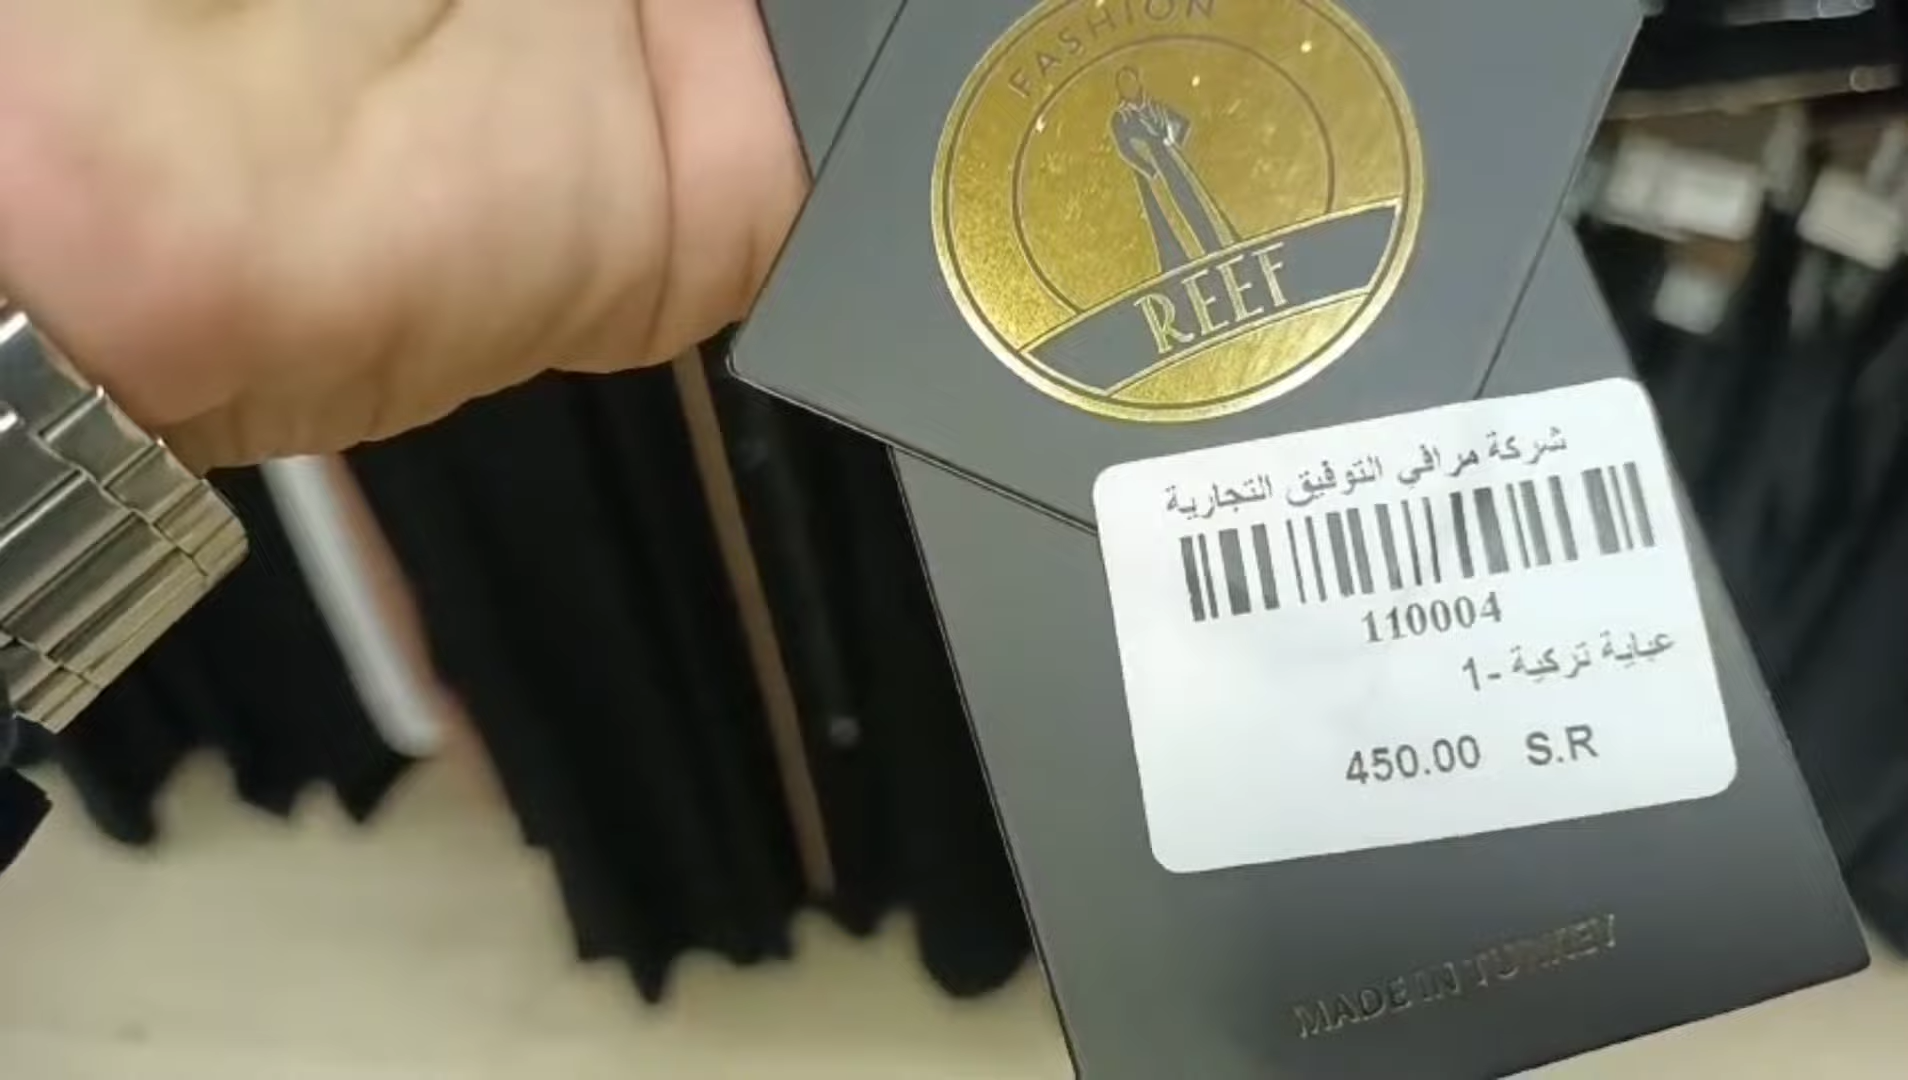 FASHION
REEF
شركة مرافي التوفيق التجارية
110004
عباية تركية -1
450.00 S.R
MADE IN TURKEY